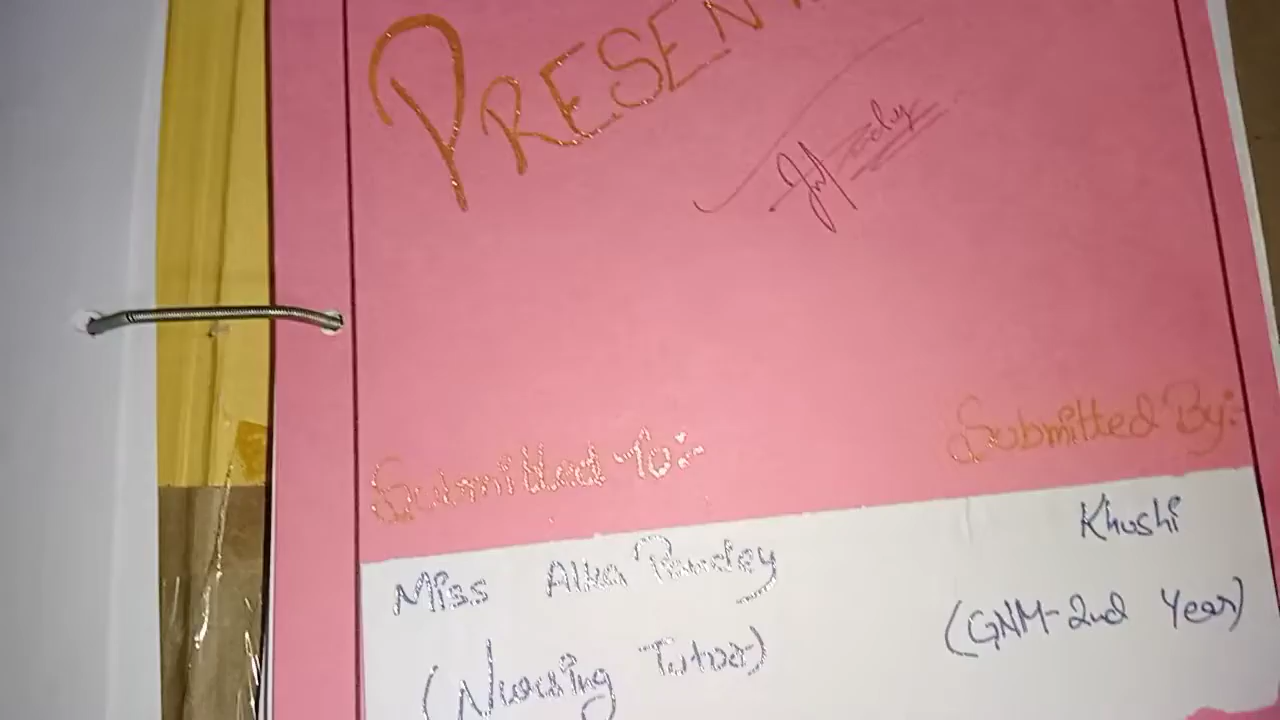 PRESEN
Submitted To:-
Submitted By:-
Miss Alka Pandey
Khushi
(Nursing Tutor)
(GNM-2nd Year)